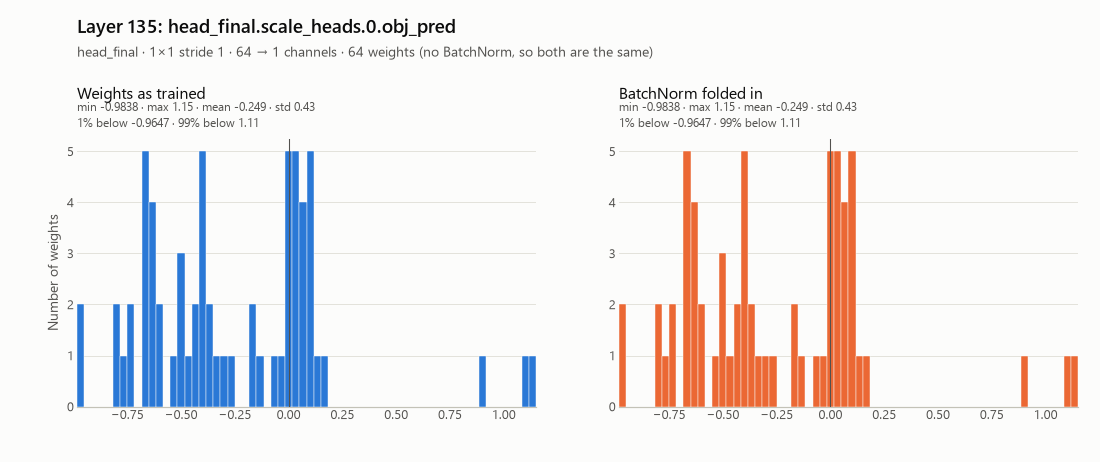 Layer 135: head_final.scale_heads.0.obj_pred
head_final · 1×1 stride 1 · 64 → 1 channels · 64 weights (no BatchNorm, so both are the same)
Weights as trained
min -0.9838 · max 1.15 · mean -0.249 · std 0.43
1% below -0.9647 · 99% below 1.11
Number of weights
5
4
3
2
1
0
−0.75 −0.50 −0.25 0.00 0.25 0.50 0.75 1.00
BatchNorm folded in
min -0.9838 · max 1.15 · mean -0.249 · std 0.43
1% below -0.9647 · 99% below 1.11
5
4
3
2
1
0
−0.75 −0.50 −0.25 0.00 0.25 0.50 0.75 1.00